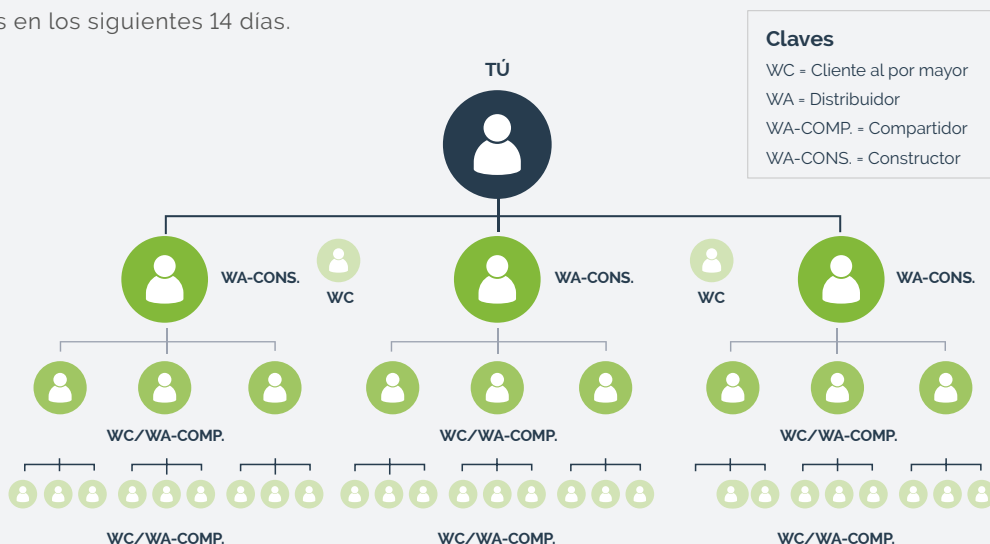 s en los siguientes 14 días.
Claves
WC = Cliente al por mayor
WA = Distribuidor
WA-COMP. = Compartidor
WA-CONS. = Constructor
TÚ
WA-CONS.
WC
WA-CONS.
WC
WA-CONS.
WC/WA-COMP.
WC/WA-COMP.
WC/WA-COMP.
WC/WA-COMP.
WC/WA-COMP.
WC/WA-COMP.